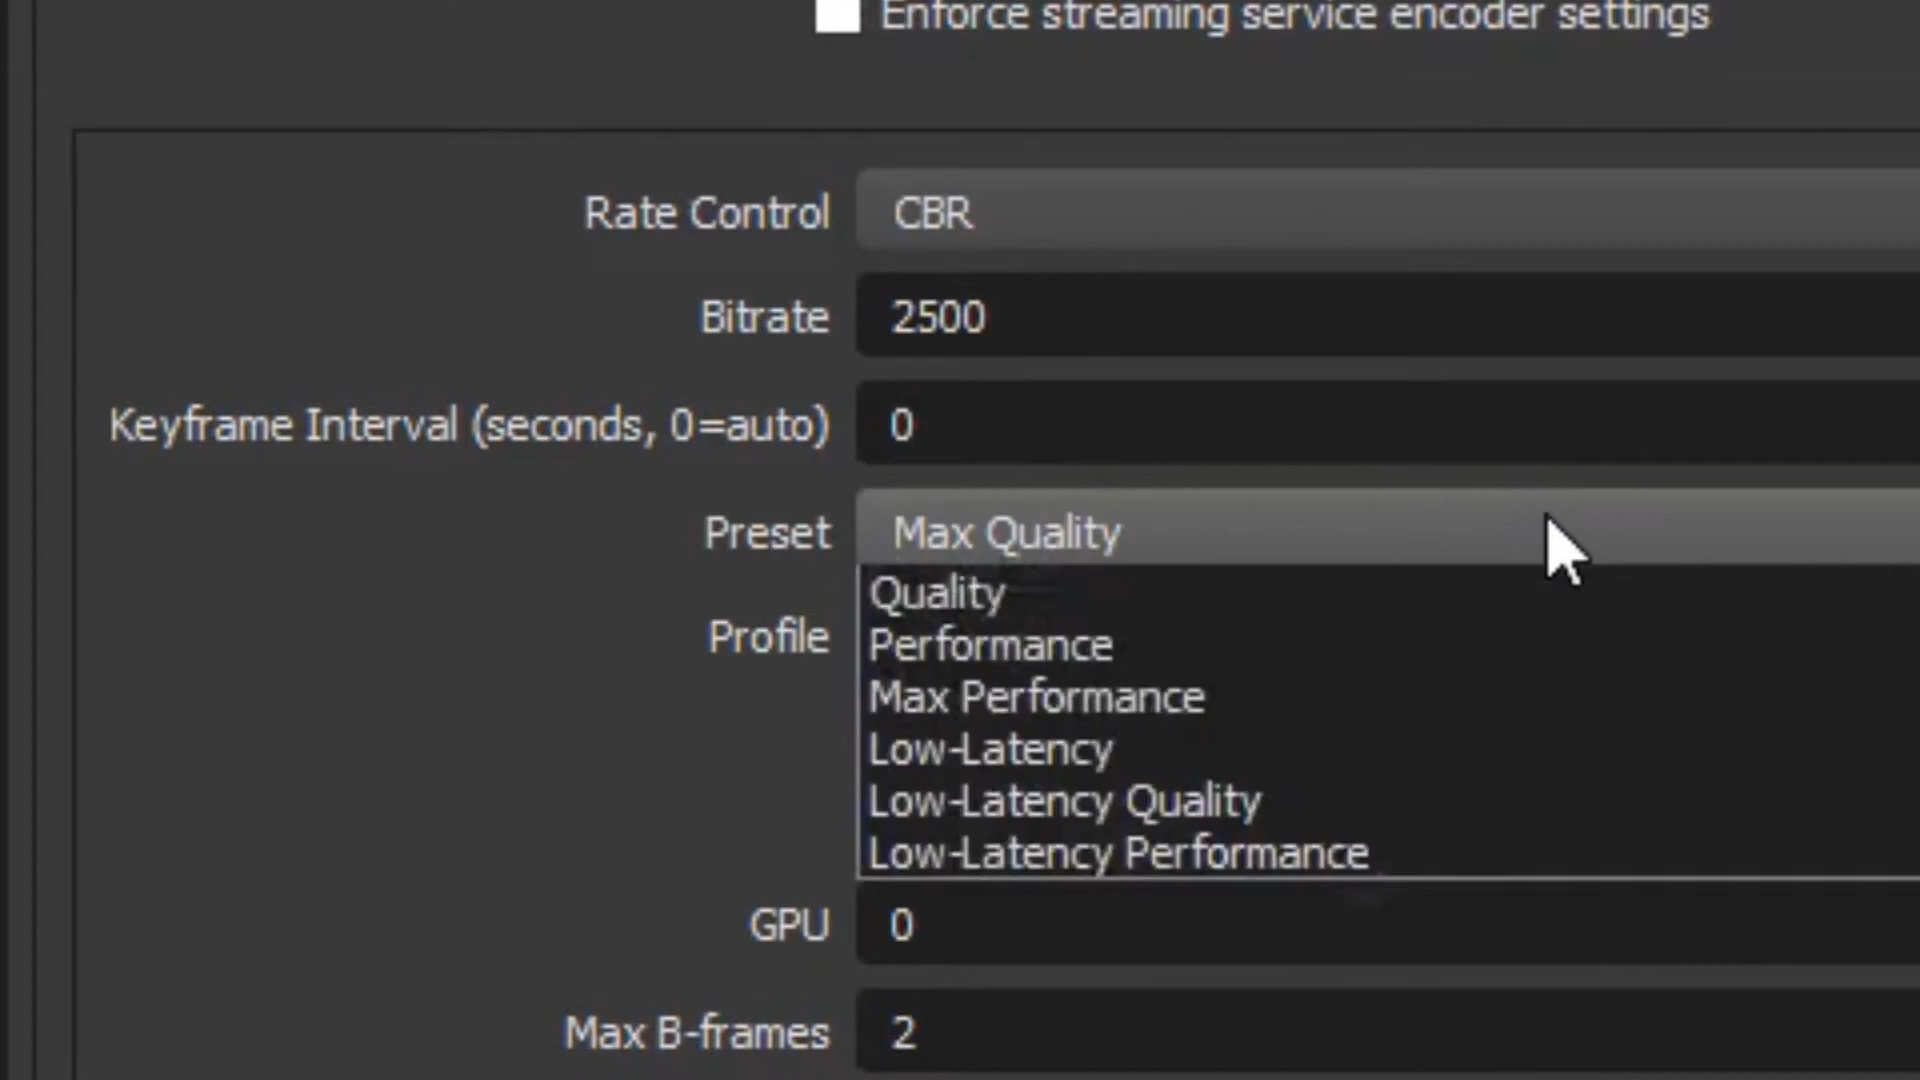 Enforce streaming service encoder settings
Rate Control CBR
Bitrate 2500
Keyframe Interval (seconds, 0=auto) 0
Preset Max Quality
Quality
Profile
Performance
Max Performance
Low-Latency
Low-Latency Quality
Low-Latency Performance
GPU 0
Max B-frames 2